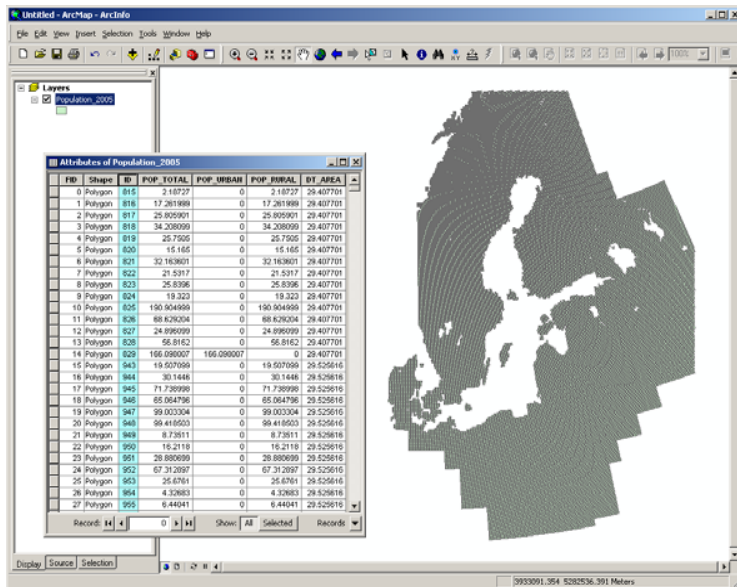 Untitled - ArcMap - ArcInfo
File Edit View Insert Selection Tools Window Help
100%
Layers
Population_2005
Attributes of Population_2005
FID Shape ID POP_TOTAL POP_URBAN POP_RURAL DT_AREA
0 Polygon 815 2.18727 0 2.18727 29.407701
1 Polygon 816 17.261999 0 17.261999 29.407701
2 Polygon 817 25.805901 0 25.805901 29.407701
3 Polygon 818 34.208099 0 34.208099 29.407701
4 Polygon 819 25.7505 0 25.7505 29.407701
5 Polygon 820 15.165 0 15.165 29.407701
6 Polygon 821 32.163601 0 32.163601 29.407701
7 Polygon 822 21.5317 0 21.5317 29.407701
8 Polygon 823 25.8396 0 25.8396 29.407701
9 Polygon 824 19.323 0 19.323 29.407701
10 Polygon 825 190.904999 0 190.904999 29.407701
11 Polygon 826 68.629204 0 68.629204 29.407701
12 Polygon 827 24.896099 0 24.896099 29.407701
13 Polygon 828 56.8162 0 56.8162 29.407701
14 Polygon 829 166.098007 166.098007 0 29.407701
15 Polygon 943 19.507099 0 19.507099 29.525616
16 Polygon 944 30.1446 0 30.1446 29.525616
17 Polygon 945 71.738998 0 71.738998 29.525616
18 Polygon 946 65.064796 0 65.064796 29.525616
19 Polygon 947 99.003304 0 99.003304 29.525616
20 Polygon 948 99.418503 0 99.418503 29.525616
21 Polygon 949 8.73511 0 8.73511 29.525616
22 Polygon 950 16.2118 0 16.2118 29.525616
23 Polygon 951 28.880699 0 28.880699 29.525616
24 Polygon 952 67.312897 0 67.312897 29.525616
25 Polygon 953 25.6761 0 25.6761 29.525616
26 Polygon 954 4.32683 0 4.32683 29.525616
27 Polygon 955 6.44041 0 6.44041 29.525616
Record: 0 Show: All Selected Records
Display Source Selection
3933091.354 5282536.391 Meters